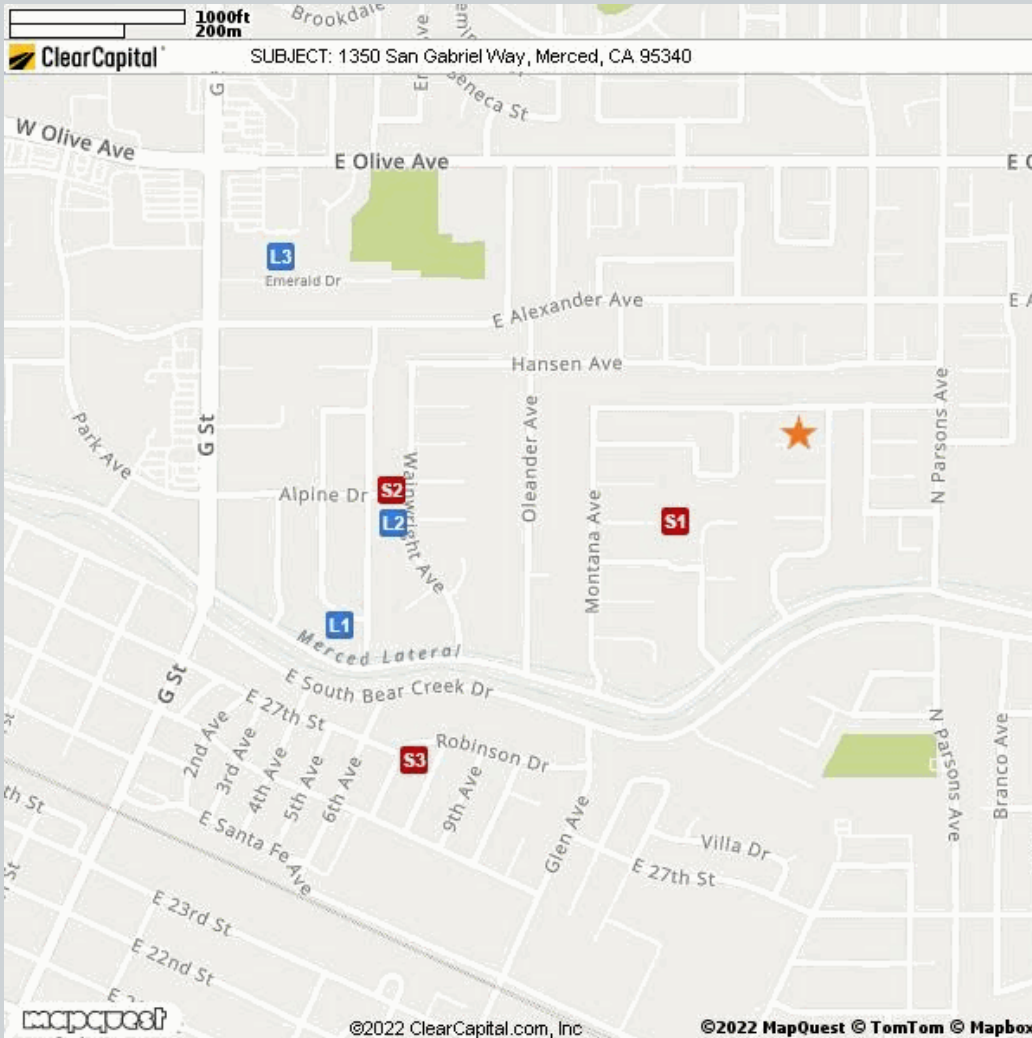 1000ft
200m
Brookdale
ClearCapital
SUBJECT: 1350 San Gabriel Way, Merced, CA 95340
G
Seneca St
W Olive Ave
E Olive Ave
L3
Emerald Dr
E Alexander Ave
Hansen Ave
Park Ave
G St
Oleander Ave
N Parsons Ave
Alpine Dr
S2
L2
Wainwright Ave
S1
Montana Ave
L1
Merced Lateral
E South Bear Creek Dr
G St
E 27th St
2nd Ave
3rd Ave
4th Ave
5th Ave
6th Ave
S3
Robinson Dr
9th Ave
Glen Ave
N Parsons Ave
Branco Ave
E Santa Fe Ave
Villa Dr
E 27th St
E 23rd St
E 22nd St
mapquest
©2022 ClearCapital.com, Inc
©2022 MapQuest © TomTom © Mapbox